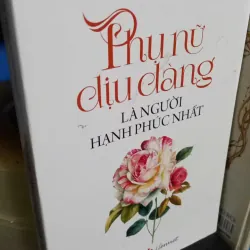 Phụ nữ
dịu dàng
LÀ NGƯỜI
HẠNH PHÚC NHẤT